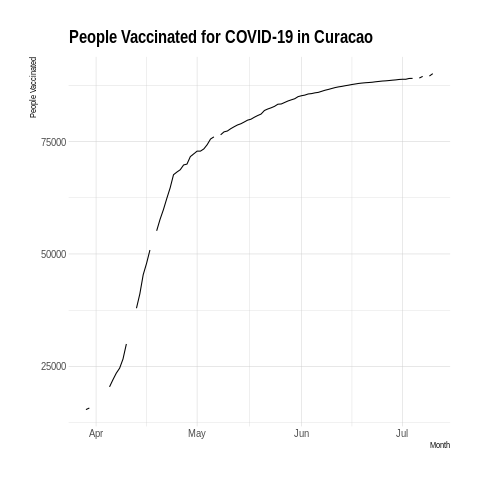 People Vaccinated for COVID-19 in Curacao
People Vaccinated
75000
50000
25000
Apr
May
Jun
Jul
Month